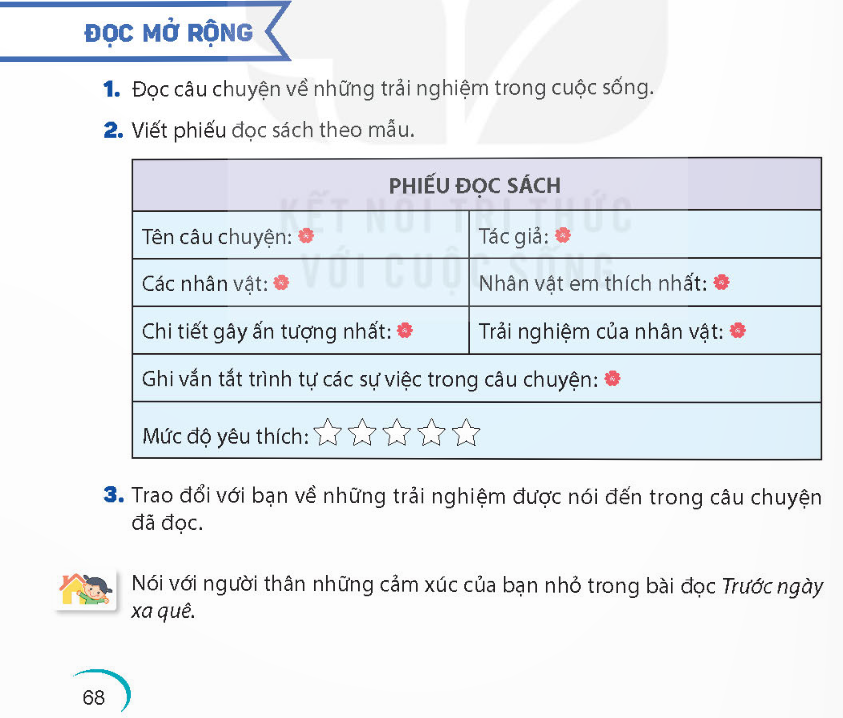 ĐỌC MỞ RỘNG
1. Đọc câu chuyện về những trải nghiệm trong cuộc sống.
2. Viết phiếu đọc sách theo mẫu.
PHIẾU ĐỌC SÁCH
KẾT NỐI TRI THỨC
VỚI CUỘC SỐNG
Tên câu chuyện:
Tác giả:
Các nhân vật:
Nhân vật em thích nhất:
Chi tiết gây ấn tượng nhất:
Trải nghiệm của nhân vật:
Ghi vắn tắt trình tự các sự việc trong câu chuyện:
Mức độ yêu thích:
3. Trao đổi với bạn về những trải nghiệm được nói đến trong câu chuyện
đã đọc.
Nói với người thân những cảm xúc của bạn nhỏ trong bài đọc Trước ngày
xa quê.
68